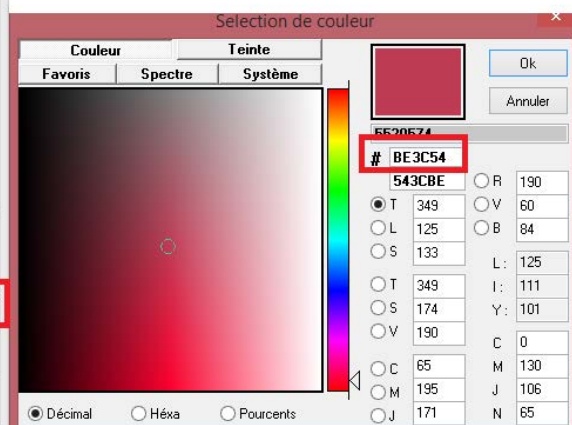 Selection de couleur
×
Couleur Teinte
Favoris Spectre Système
Ok
Annuler
5520574
# BE3C54
543CBE
T 349
L 125
S 133
T 349
S 174
V 190
C 65
M 195
J 171
R 190
V 60
B 84
L: 125
I: 111
Y: 101
C 0
M 130
J 106
N 65
Décimal Héxa Pourcents